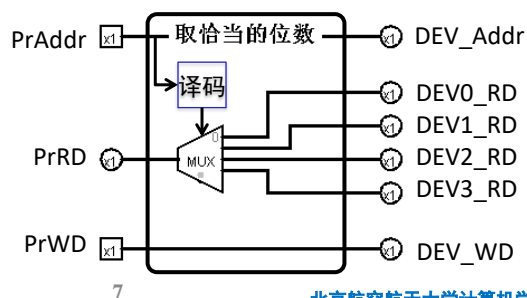 PrAddr x1 取恰当的位数 x1 DEV_Addr
译码
x1 DEV0_RD
0
x1 DEV1_RD
PrRD x1 MUX x1 DEV2_RD
x1 DEV3_RD
PrWD x1 x1 DEV_WD
7